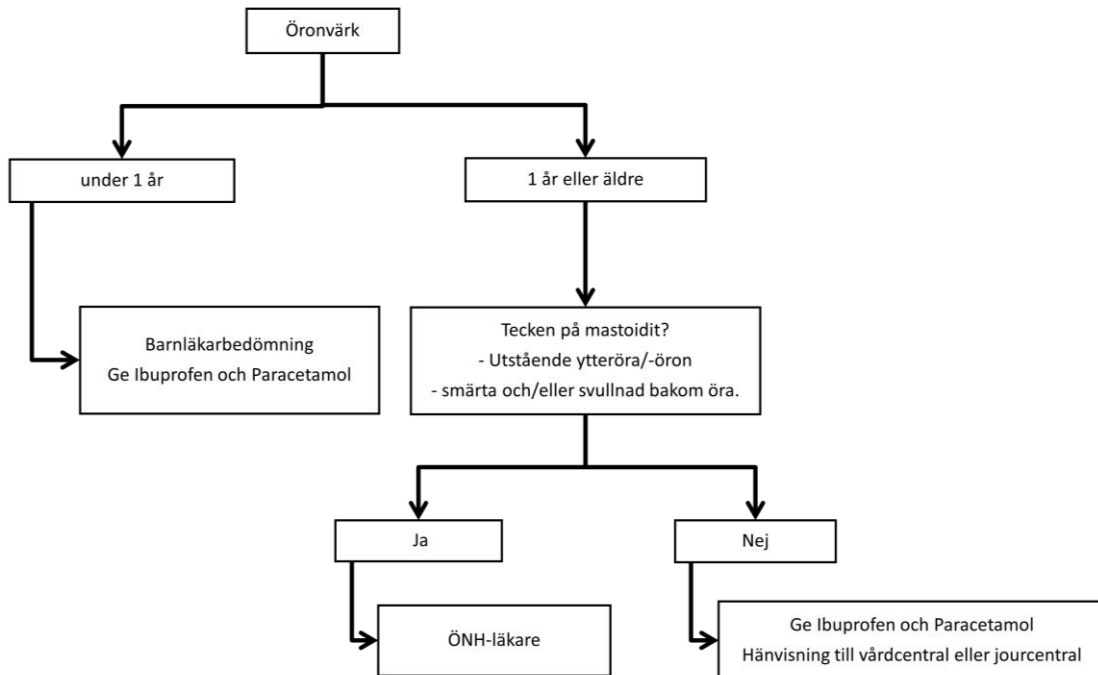 Öronvärk
under 1 år
1 år eller äldre
Barnläkarbedömning
Ge Ibuprofen och Paracetamol
Tecken på mastoidit?
- Utstående ytteröra/-öron
- smärta och/eller svullnad bakom öra.
Ja
Nej
ÖNH-läkare
Ge Ibuprofen och Paracetamol
Hänvisning till vårdcentral eller jourcentral